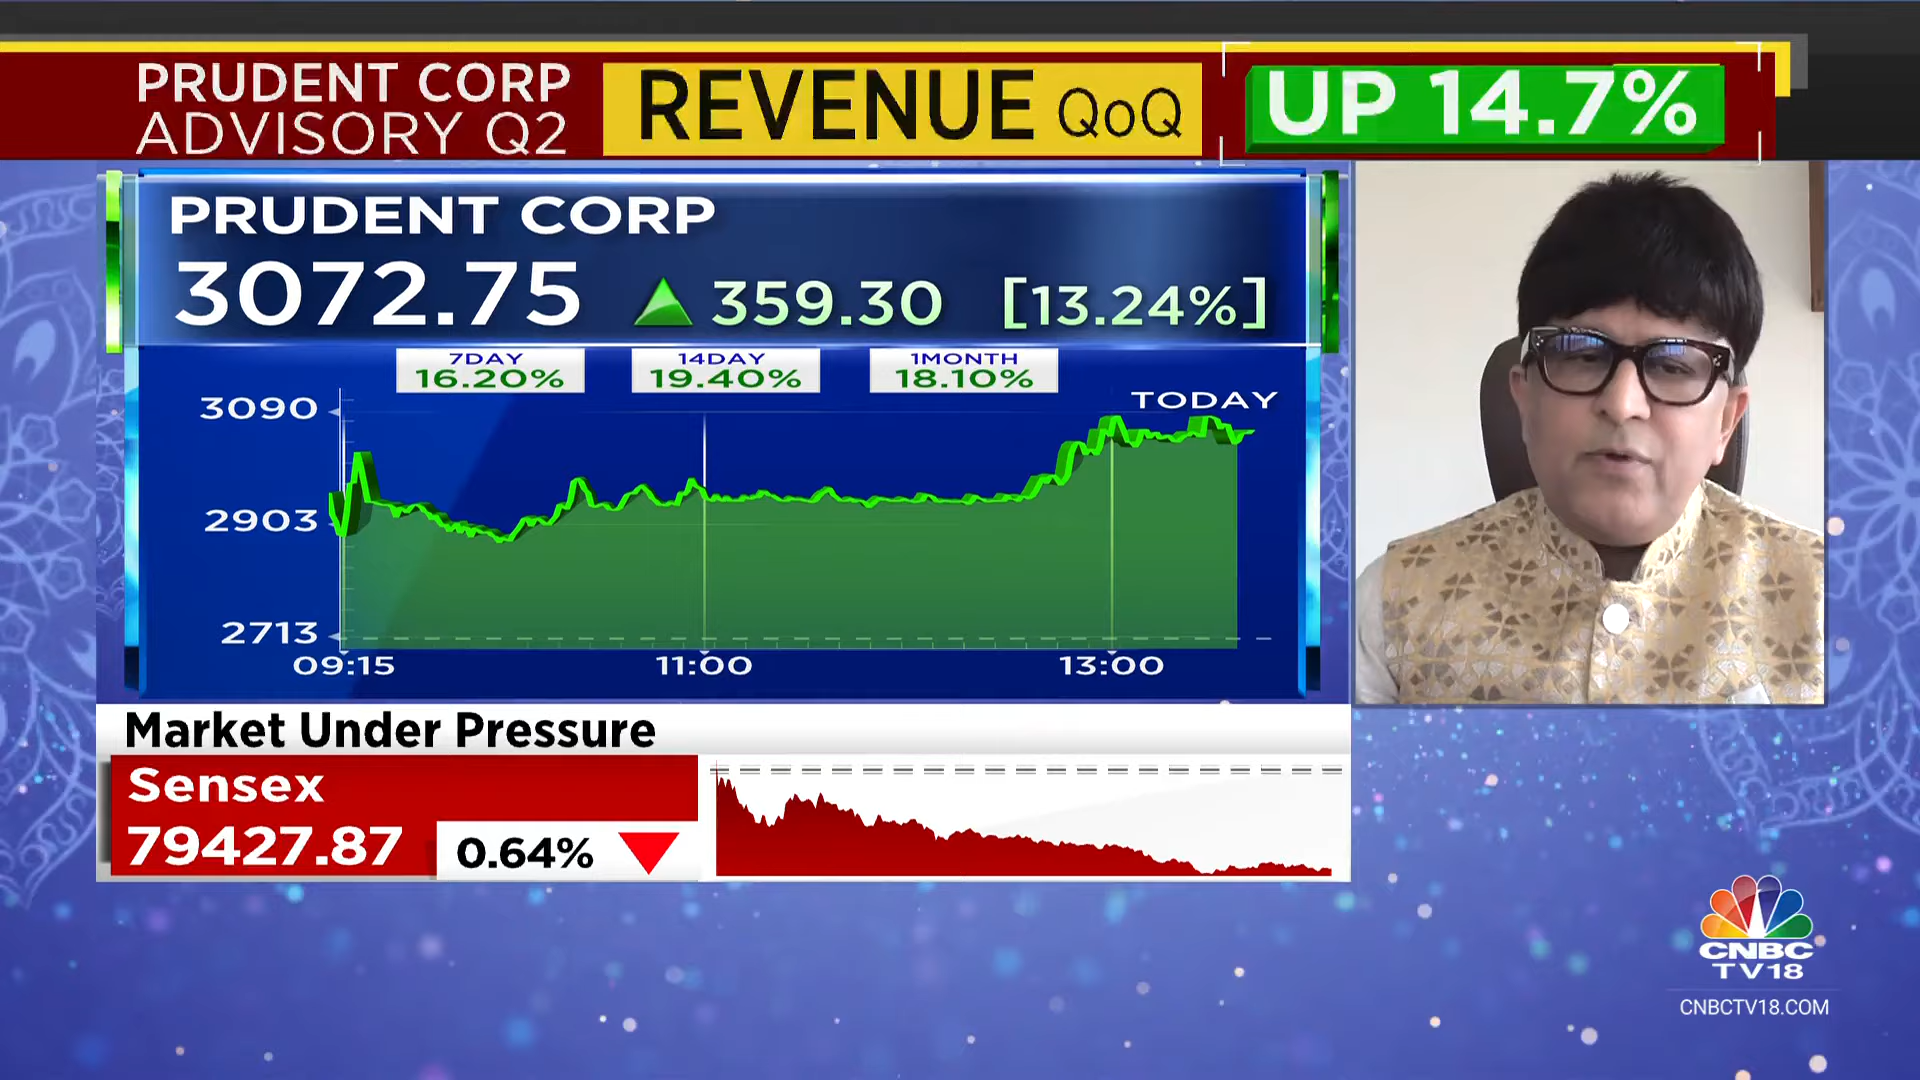 PRUDENT CORP
ADVISORY Q2
REVENUE QoQ
UP 14.7%
PRUDENT CORP
3072.75 359.30 [13.24%]
7DAY
16.20%
14DAY
19.40%
1MONTH
18.10%
TODAY
3090
2903
2713
09:15 11:00 13:00
Market Under Pressure
Sensex
79427.87 0.64%
CNBC
TV18
CNBCTV18.COM